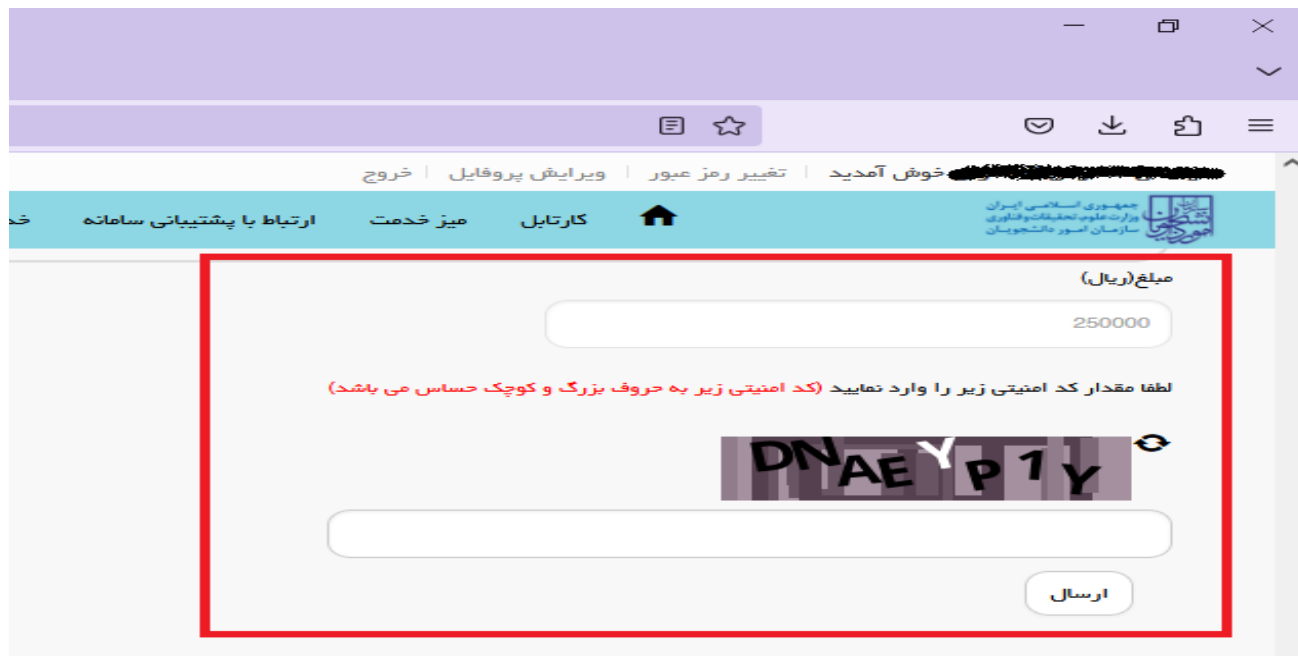 خوش آمدید | تغییر رمز عبور | ویرایش پروفایل | خروج
جمهوری اسلامی ایران
وزارت علوم، تحقیقات و فناوری
سازمان امور دانشجویان
کارتابل میز خدمت ارتباط با پشتیبانی سامانه
مبلغ(ریال)
250000
لطفا مقدار کد امنیتی زیر را وارد نمایید (کد امنیتی زیر به حروف بزرگ و کوچک حساس می باشد)
DNAEYP1Y
ارسال